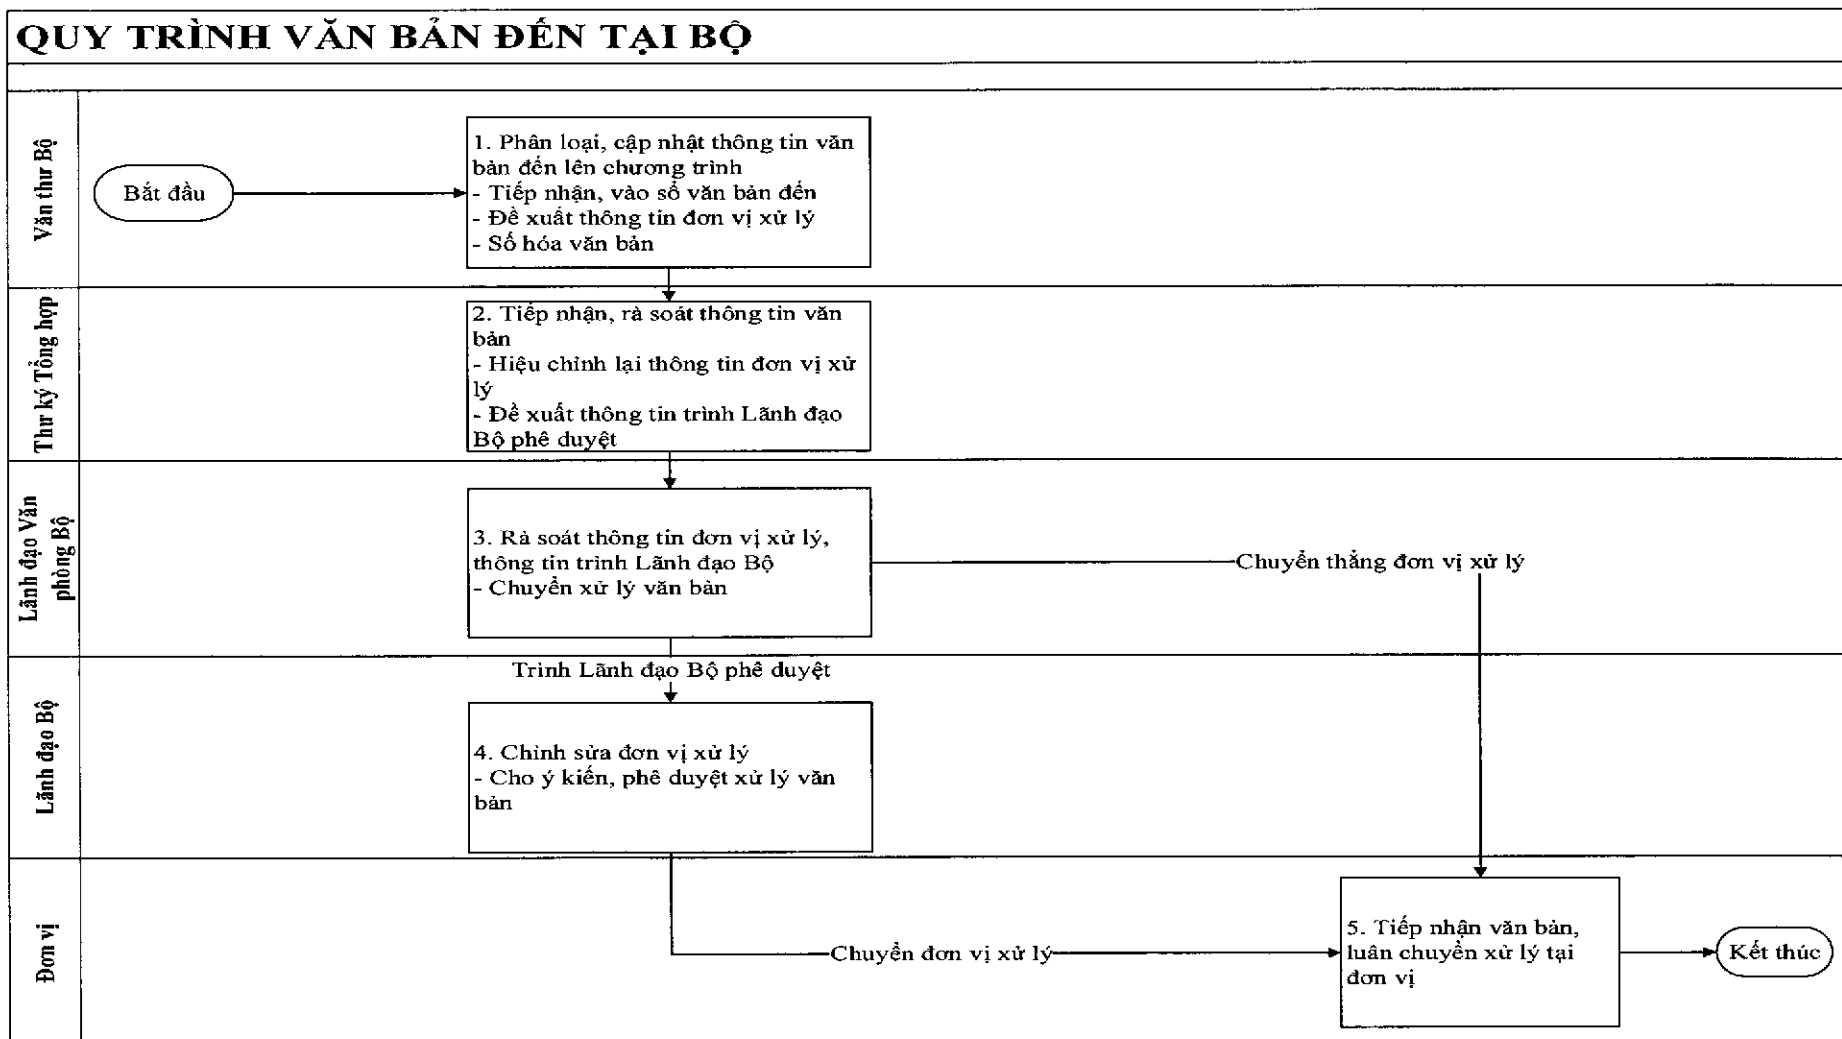 QUY TRÌNH VĂN BẢN ĐẾN TẠI BỘ
Văn thư Bộ
Bắt đầu
1. Phân loại, cập nhật thông tin văn
bản đến lên chương trình
- Tiếp nhận, vào sổ văn bản đến
- Đề xuất thông tin đơn vị xử lý
- Số hóa văn bản
Thư ký Tổng hợp
2. Tiếp nhận, rà soát thông tin văn
bản
- Hiệu chỉnh lại thông tin đơn vị xử
lý
- Đề xuất thông tin trình Lãnh đạo
Bộ phê duyệt
Lãnh đạo Văn
phòng Bộ
3. Rà soát thông tin đơn vị xử lý,
thông tin trình Lãnh đạo Bộ
- Chuyển xử lý văn bản
Chuyển thẳng đơn vị xử lý
Trình Lãnh đạo Bộ phê duyệt
Lãnh đạo Bộ
4. Chỉnh sửa đơn vị xử lý
- Cho ý kiến, phê duyệt xử lý văn
bản
Đơn vị
Chuyển đơn vị xử lý
5. Tiếp nhận văn bản,
luân chuyển xử lý tại
đơn vị
Kết thúc